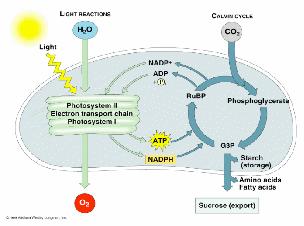 LIGHT REACTIONS
CALVIN CYCLE
H₂O
CO₂
Light
NADP+
ADP
+ P
RuBP
Phosphoglycerate
Photosystem II
Electron transport chain
Photosystem I
ATP
NADPH
G3P
Starch
(storage)
Amino acids
Fatty acids
O₂
Sucrose (export)